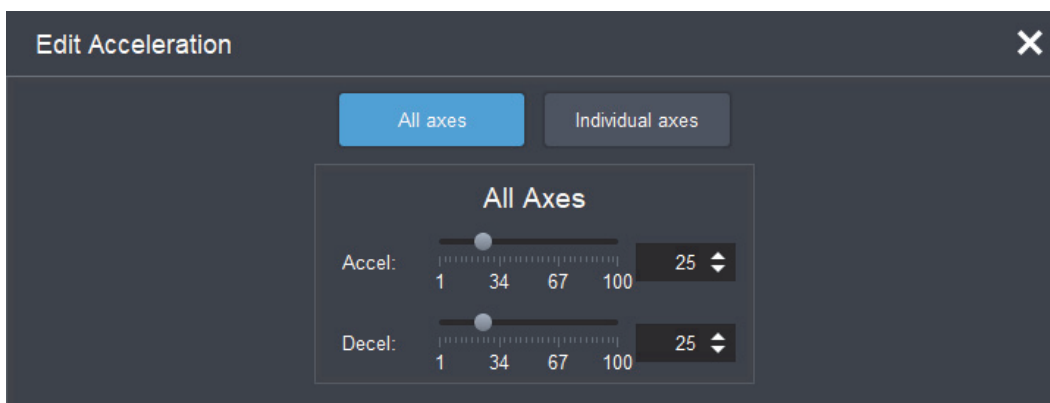 Edit Acceleration
All axes Individual axes
All Axes
Accel: 25
1 34 67 100
Decel: 25
1 34 67 100